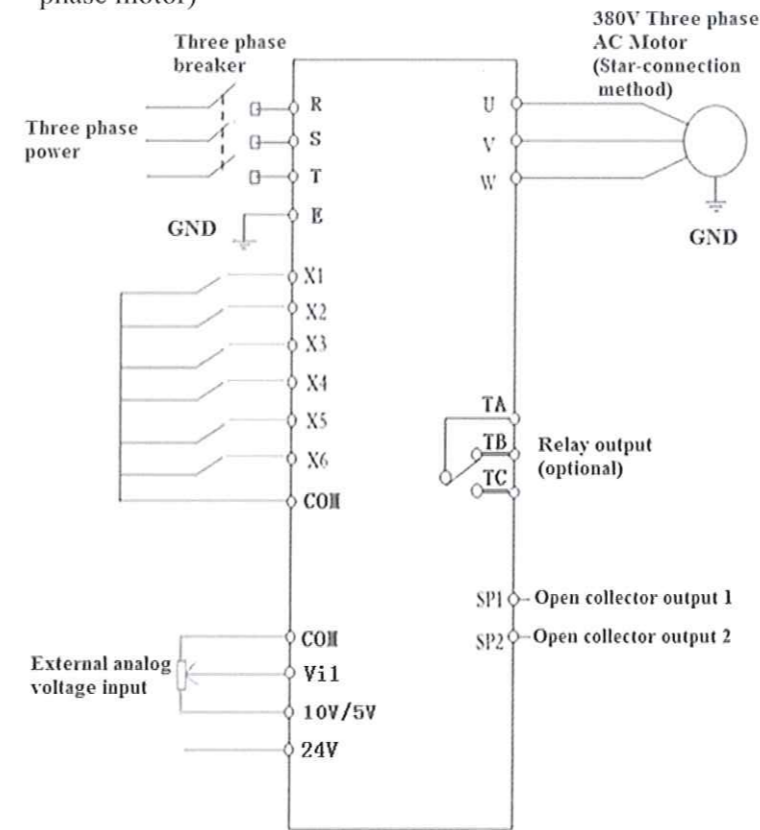 phase motor)
380V Three phase
AC Motor
(Star-connection
method)
Three phase
breaker
R
U
Three phase
power
S
V
T
W
E
GND
GND
X1
X2
X3
X4
TA
X5
TB
Relay output
(optional)
X6
TC
COM
SP1
Open collector output 1
COM
SP2
Open collector output 2
External analog
voltage input
Vi1
10V/5V
24V